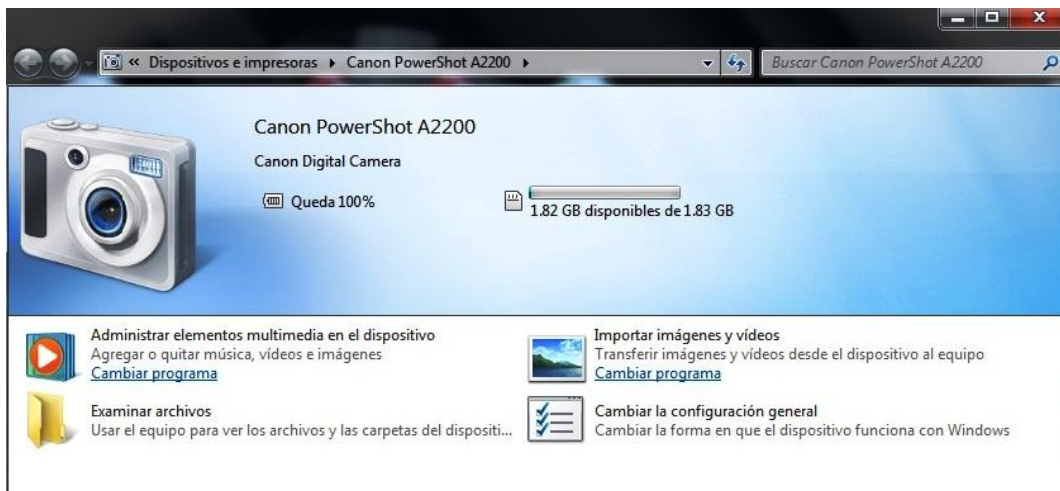 « Dispositivos e impresoras ▸ Canon PowerShot A2200 ▸
Buscar Canon PowerShot A2200
Canon PowerShot A2200
Canon Digital Camera
Queda 100%
1.82 GB disponibles de 1.83 GB
Administrar elementos multimedia en el dispositivo
Agregar o quitar música, vídeos e imágenes
Cambiar programa
Importar imágenes y vídeos
Transferir imágenes y vídeos desde el dispositivo al equipo
Cambiar programa
Examinar archivos
Usar el equipo para ver los archivos y las carpetas del dispositi...
Cambiar la configuración general
Cambiar la forma en que el dispositivo funciona con Windows